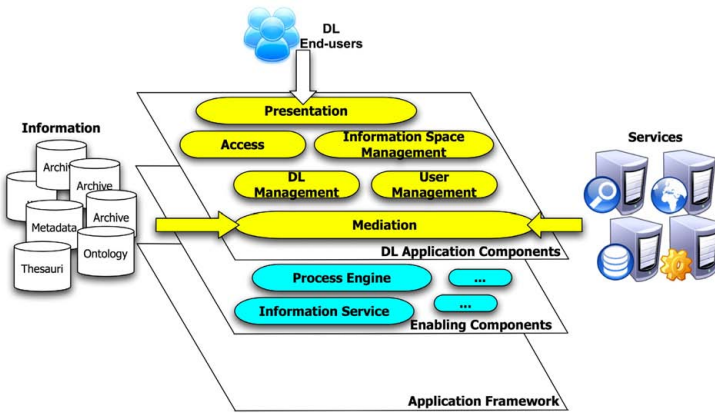 DL
End-users
Presentation
Information
Access
Information Space
Management
Services
Archive
Archive
DL
Management
User
Management
Archive
Metadata
Mediation
Ontology
DL Application Components
Thesauri
Process Engine
...
Information Service
...
Enabling Components
Application Framework